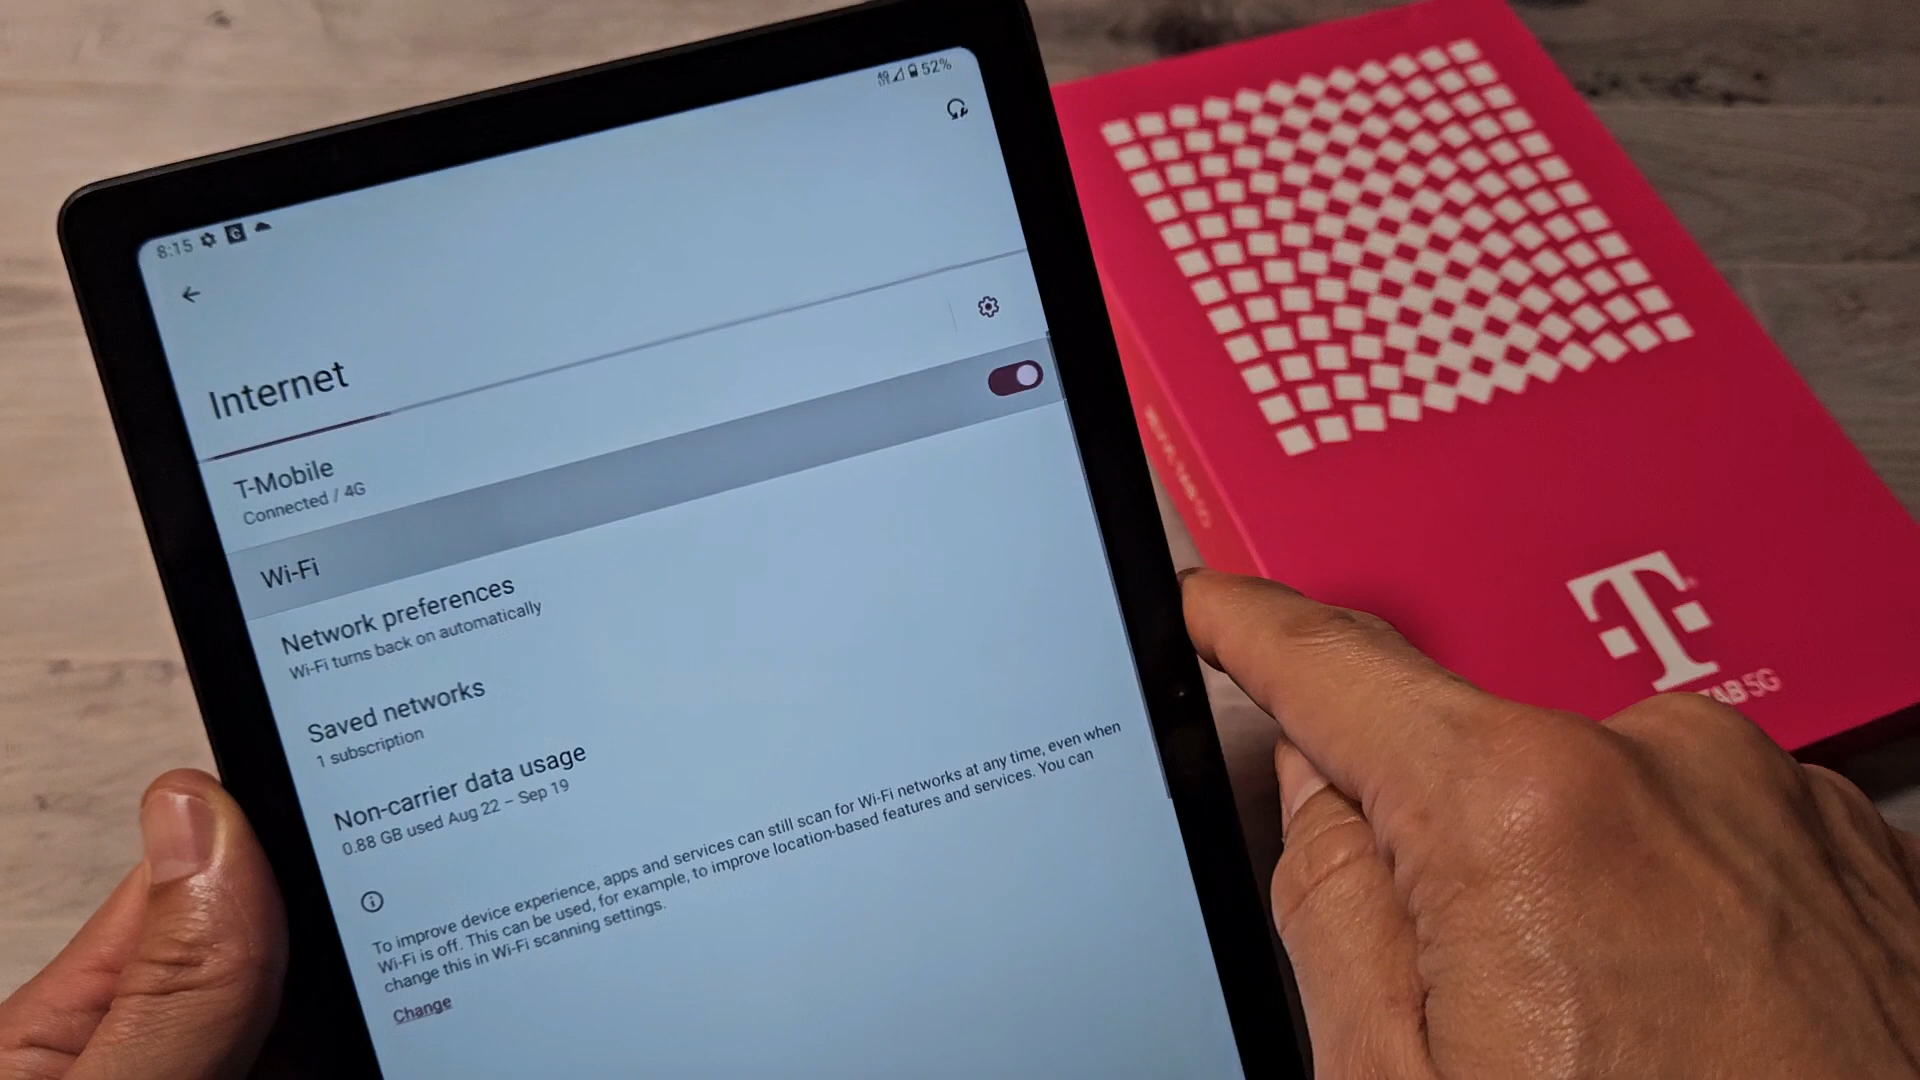 8:15
52%
Internet
T-Mobile
Connected / 4G
Wi-Fi
Network preferences
Wi-Fi turns back on automatically
Saved networks
1 subscription
Non-carrier data usage
0.88 GB used Aug 22 – Sep 19
To improve device experience, apps and services can still scan for Wi-Fi networks at any time, even when
Wi-Fi is off. This can be used, for example, to improve location-based features and services. You can
change this in Wi-Fi scanning settings.
Change
T
TAB 5G